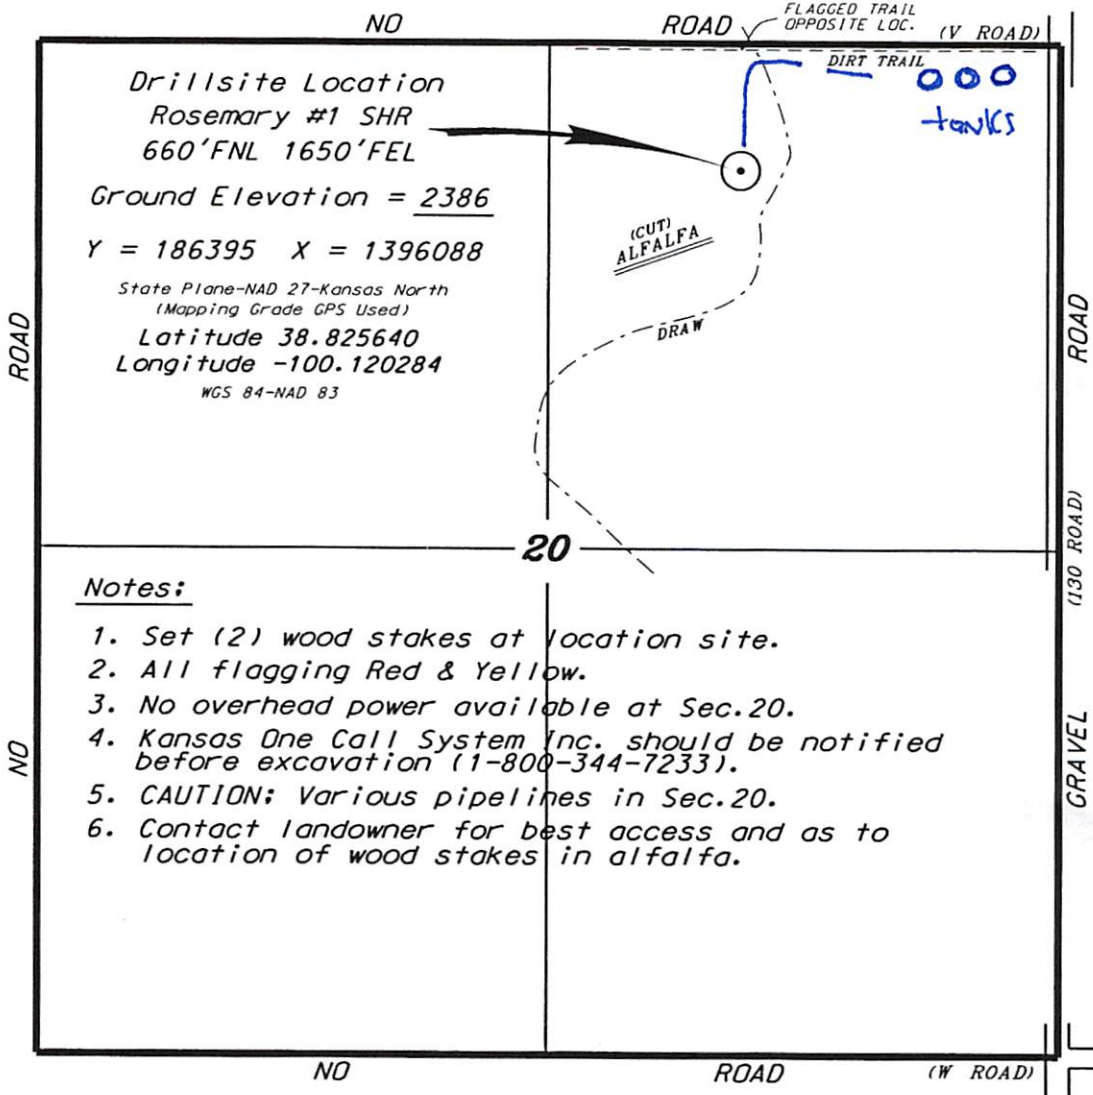 NO ROAD
FLAGGED TRAIL
OPPOSITE LOC.
(V ROAD)
DIRT TRAIL
tanks
Drillsite Location
Rosemary #1 SHR
660'FNL 1650'FEL
Ground Elevation = 2386
Y = 186395 X = 1396088
State Plane-NAD 27-Kansas North
(Mapping Grade GPS Used)
Latitude 38.825640
Longitude -100.120284
WGS 84-NAD 83
(CUT)
ALFALFA
DRAW
NO ROAD
GRAVEL (130 ROAD) ROAD
20
Notes:
1. Set (2) wood stakes at location site.
2. All flagging Red & Yellow.
3. No overhead power available at Sec.20.
4. Kansas One Call System Inc. should be notified
before excavation (1-800-344-7233).
5. CAUTION: Various pipelines in Sec.20.
6. Contact landowner for best access and as to
location of wood stakes in alfalfa.
NO ROAD (W ROAD)